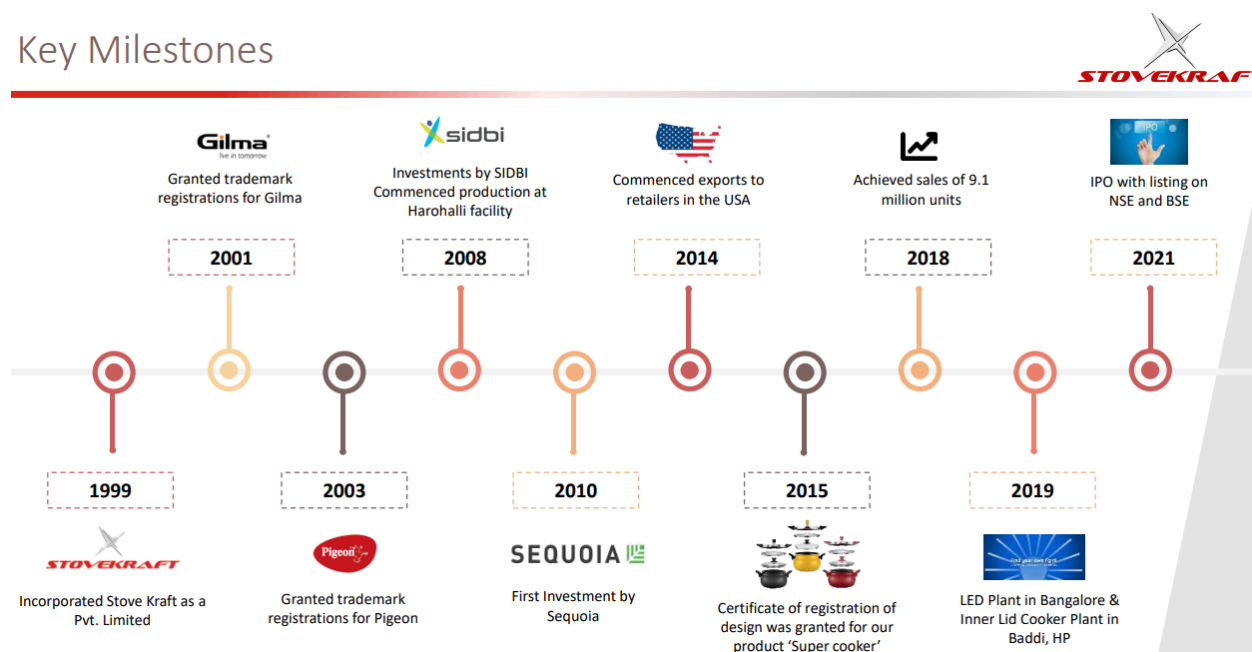 Key Milestones
STOVEKRAFT
Gilma®
live in tomorrow
Granted trademark
registrations for Gilma
2001
sidbi
Investments by SIDBI
Commenced production at
Harohalli facility
2008
Commenced exports to
retailers in the USA
2014
Achieved sales of 9.1
million units
2018
IPO
IPO with listing on
NSE and BSE
2021
1999
STOVEKRAFT
Incorporated Stove Kraft as a
Pvt. Limited
2003
Pigeon
Granted trademark
registrations for Pigeon
2010
SEQUOIA
First Investment by
Sequoia
2015
Certificate of registration of
design was granted for our
product ‘Super cooker’
2019
LED Plant in Bangalore &
Inner Lid Cooker Plant in
Baddi, HP